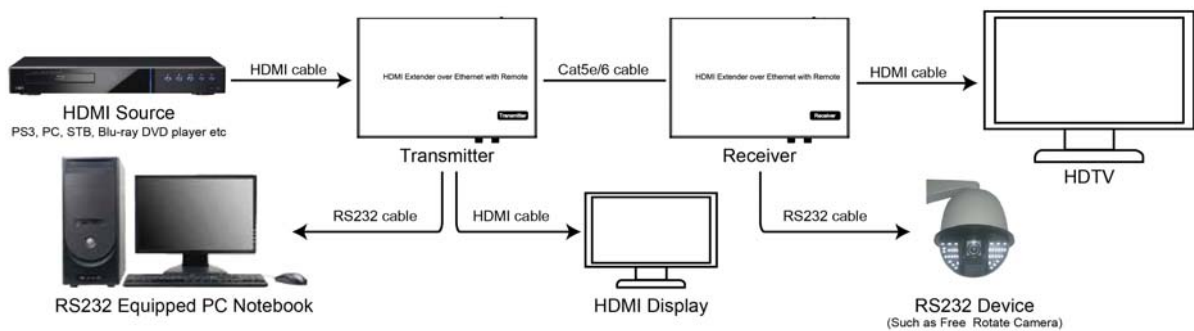 HDMI cable
HDMI Extender over Ethernet with Remote
Transmitter
Cat5e/6 cable
HDMI Extender over Ethernet with Remote
Receiver
HDMI cable
HDMI Source
PS3, PC, STB, Blu-ray DVD player etc
Transmitter
Receiver
HDTV
RS232 cable
HDMI cable
RS232 cable
RS232 Equipped PC Notebook
HDMI Display
RS232 Device
(Such as Free Rotate Camera)